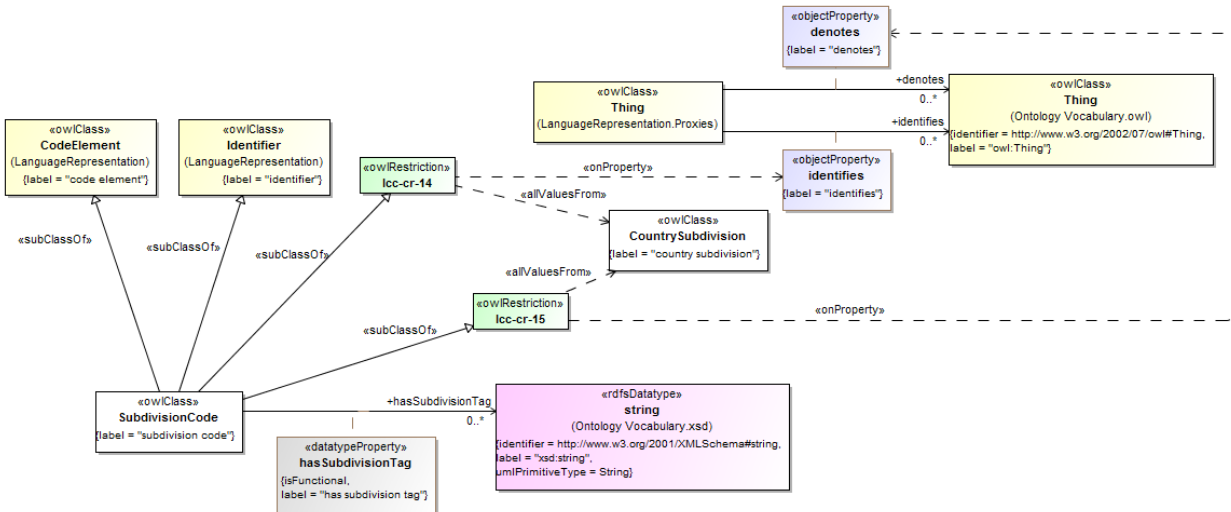 «objectProperty»
denotes
{label = "denotes"}
+denotes
0..*
«owlClass»
Thing
(LanguageRepresentation.Proxies)
«owlClass»
Thing
(Ontology Vocabulary.owl)
{identifier = http://www.w3.org/2002/07/owl#Thing,
label = "owl:Thing"}
+identifies
0..*
«owlClass»
CodeElement
(LanguageRepresentation)
{label = "code element"}
«owlClass»
Identifier
(LanguageRepresentation)
{label = "identifier"}
«owlRestriction»
lcc-cr-14
«onProperty»
«objectProperty»
identifies
{label = "identifies"}
«allValuesFrom»
«owlClass»
CountrySubdivision
{label = "country subdivision"}
«subClassOf»
«subClassOf»
«subClassOf»
«allValuesFrom»
«owlRestriction»
lcc-cr-15
«onProperty»
«subClassOf»
«owlClass»
SubdivisionCode
{label = "subdivision code"}
+hasSubdivisionTag
0..*
«rdfsDatatype»
string
(Ontology Vocabulary.xsd)
{identifier = http://www.w3.org/2001/XMLSchema#string,
label = "xsd:string",
umlPrimitiveType = String}
«datatypeProperty»
hasSubdivisionTag
{isFunctional,
label = "has subdivision tag"}